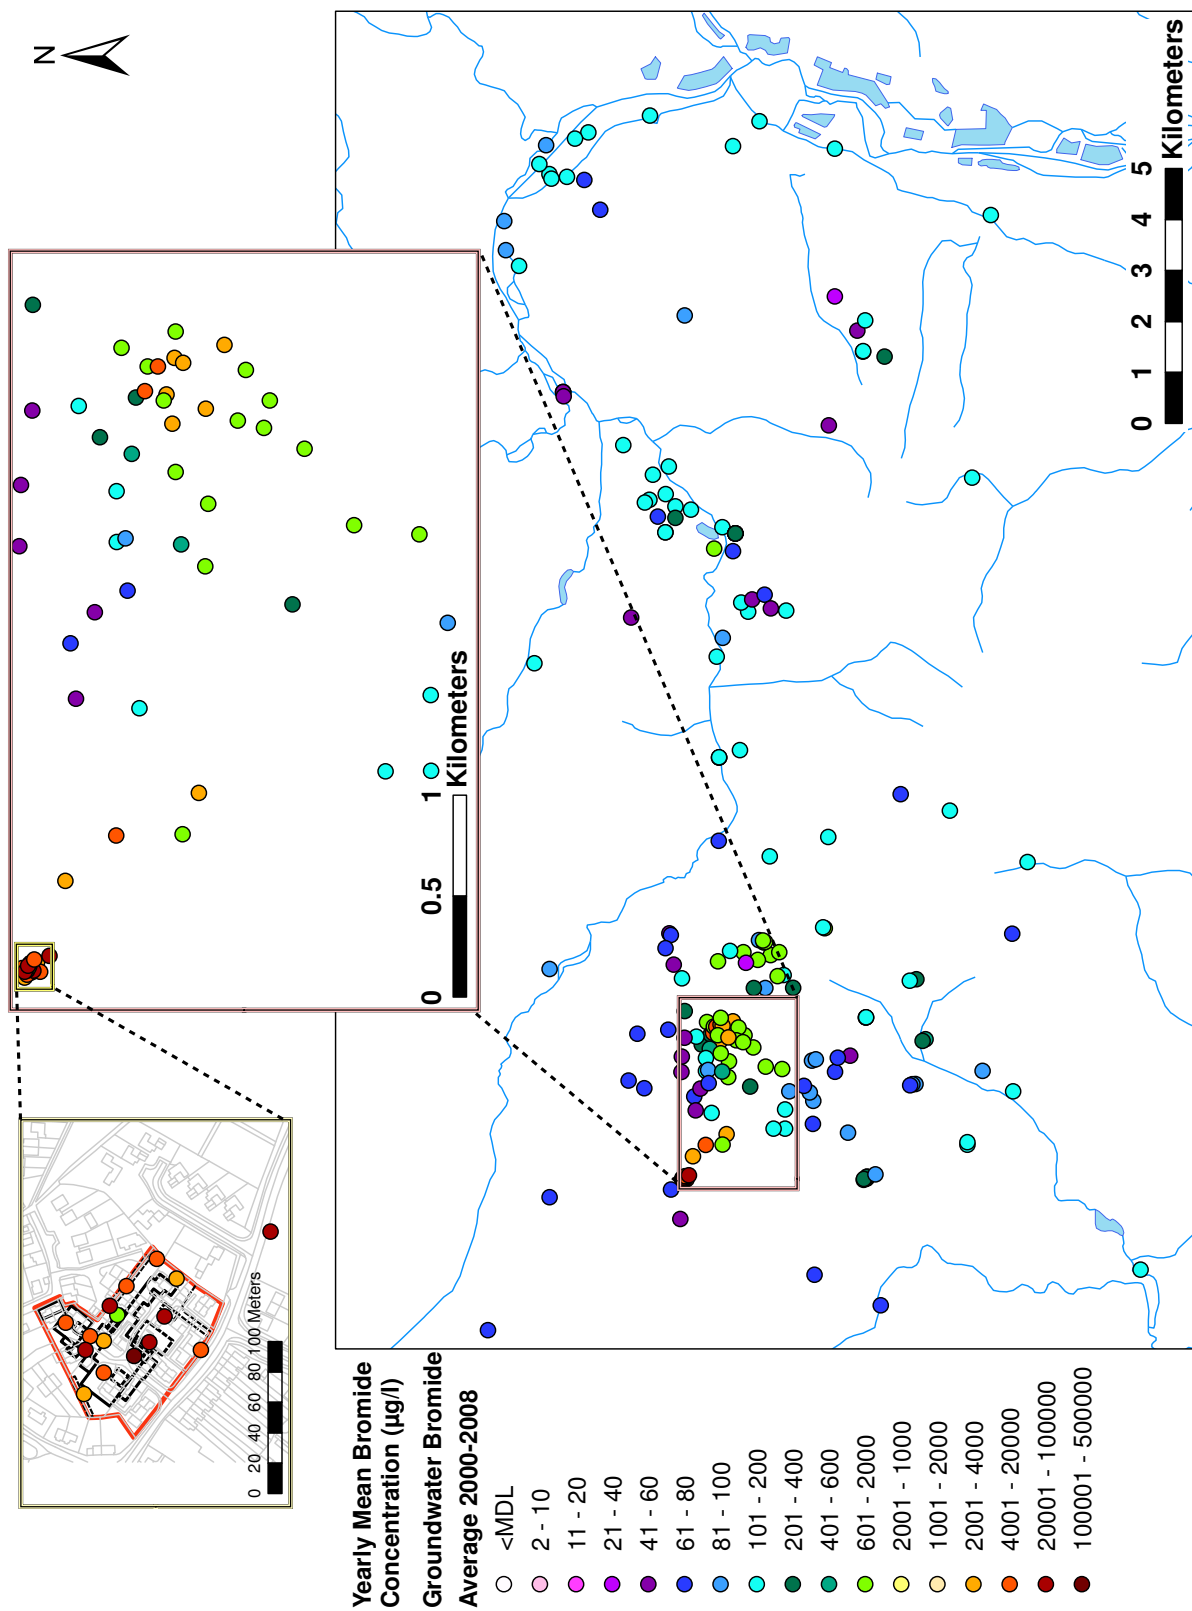 N
Yearly Mean Bromide
Concentration (µg/l)
Groundwater Bromide
Average 2000-2008
<MDL
2 - 10
11 - 20
21 - 40
41 - 60
61 - 80
81 - 100
101 - 200
201 - 400
401 - 600
601 - 2000
2001 - 1000
1001 - 2000
2001 - 4000
4001 - 20000
20001 - 100000
100001 - 500000
0 20 40 60 80 100 Meters
0 0.5 1 Kilometers
0 1 2 3 4 5
Kilometers